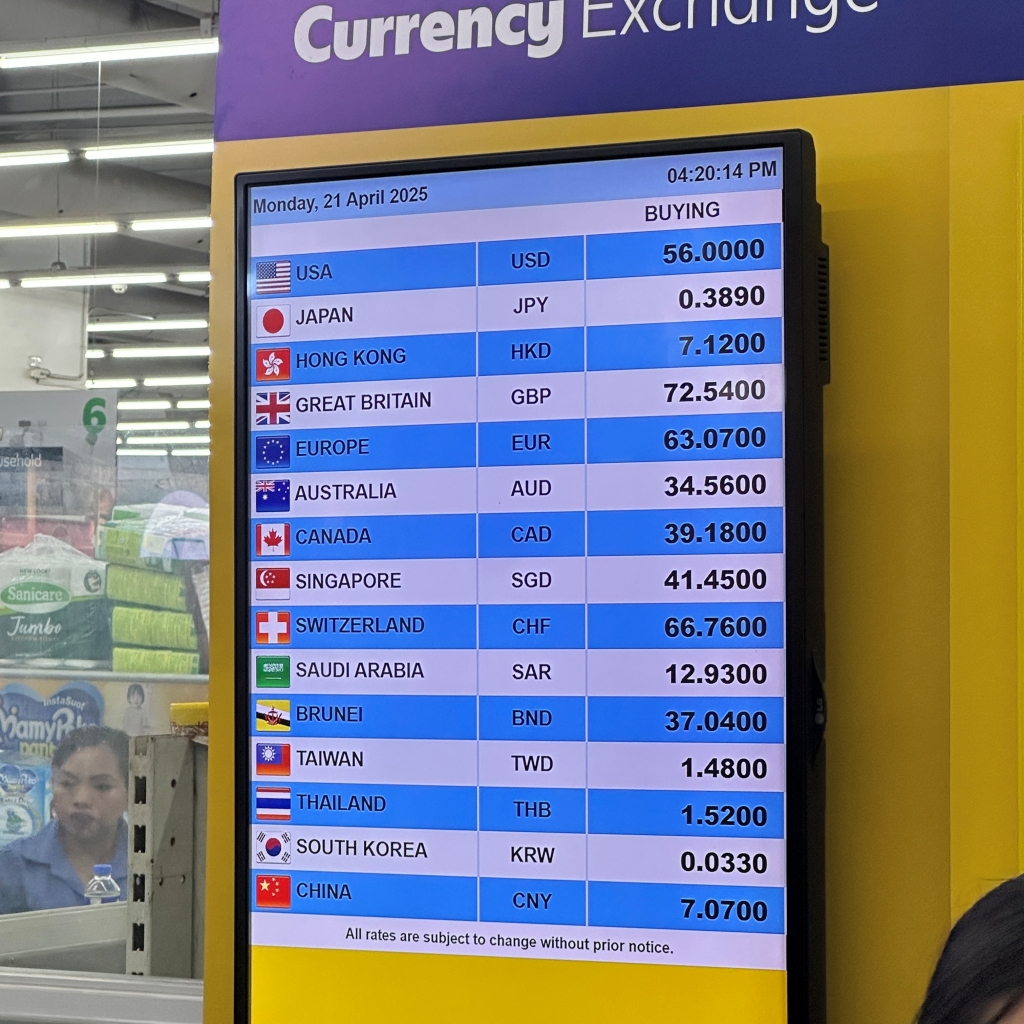 Currency Exchange
Monday, 21 April 2025 04:20:14 PM
BUYING
USA USD 56.0000
JAPAN JPY 0.3890
HONG KONG HKD 7.1200
GREAT BRITAIN GBP 72.5400
EUROPE EUR 63.0700
AUSTRALIA AUD 34.5600
CANADA CAD 39.1800
SINGAPORE SGD 41.4500
SWITZERLAND CHF 66.7600
SAUDI ARABIA SAR 12.9300
BRUNEI BND 37.0400
TAIWAN TWD 1.4800
THAILAND THB 1.5200
SOUTH KOREA KRW 0.0330
CHINA CNY 7.0700
All rates are subject to change without prior notice.
LG
6
Sanicare
Jumbo
InstaSuot
MamyPoko
pants